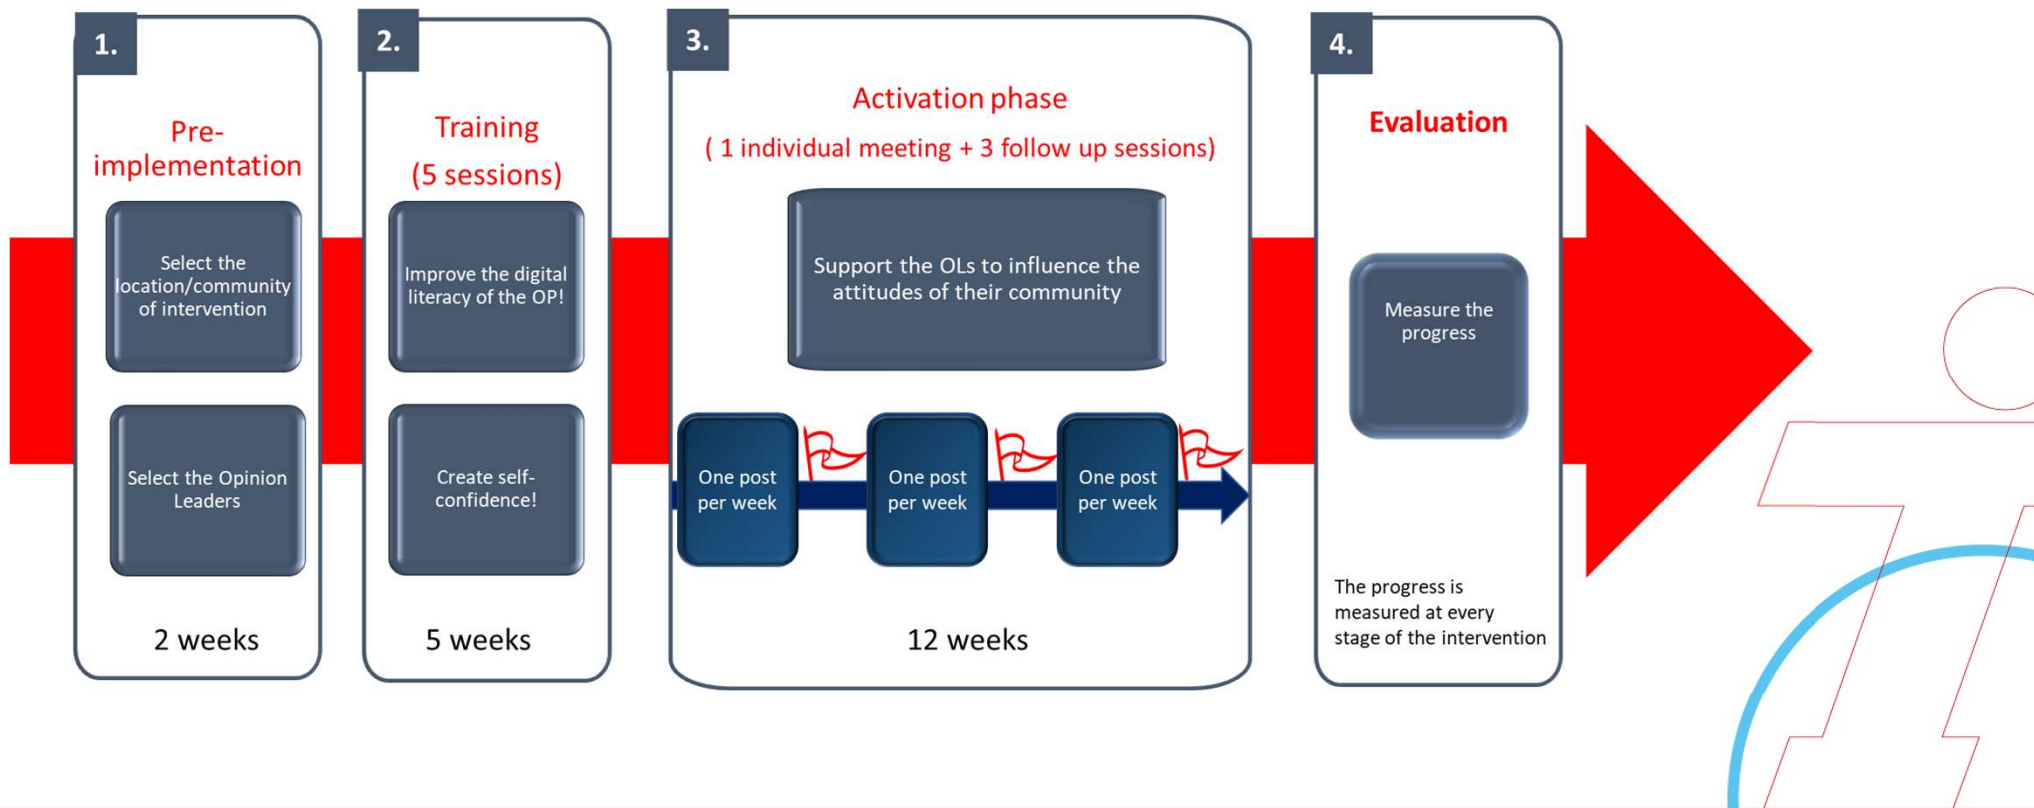 1.
Pre-
implementation
Select the
location/community
of intervention
Select the Opinion
Leaders
2 weeks
2.
Training
(5 sessions)
Improve the digital
literacy of the OP!
Create self-
confidence!
5 weeks
3.
Activation phase
( 1 individual meeting + 3 follow up sessions)
Support the OLs to influence the
attitudes of their community
One post
per week
One post
per week
One post
per week
12 weeks
4.
Evaluation
Measure the
progress
The progress is
measured at every
stage of the intervention